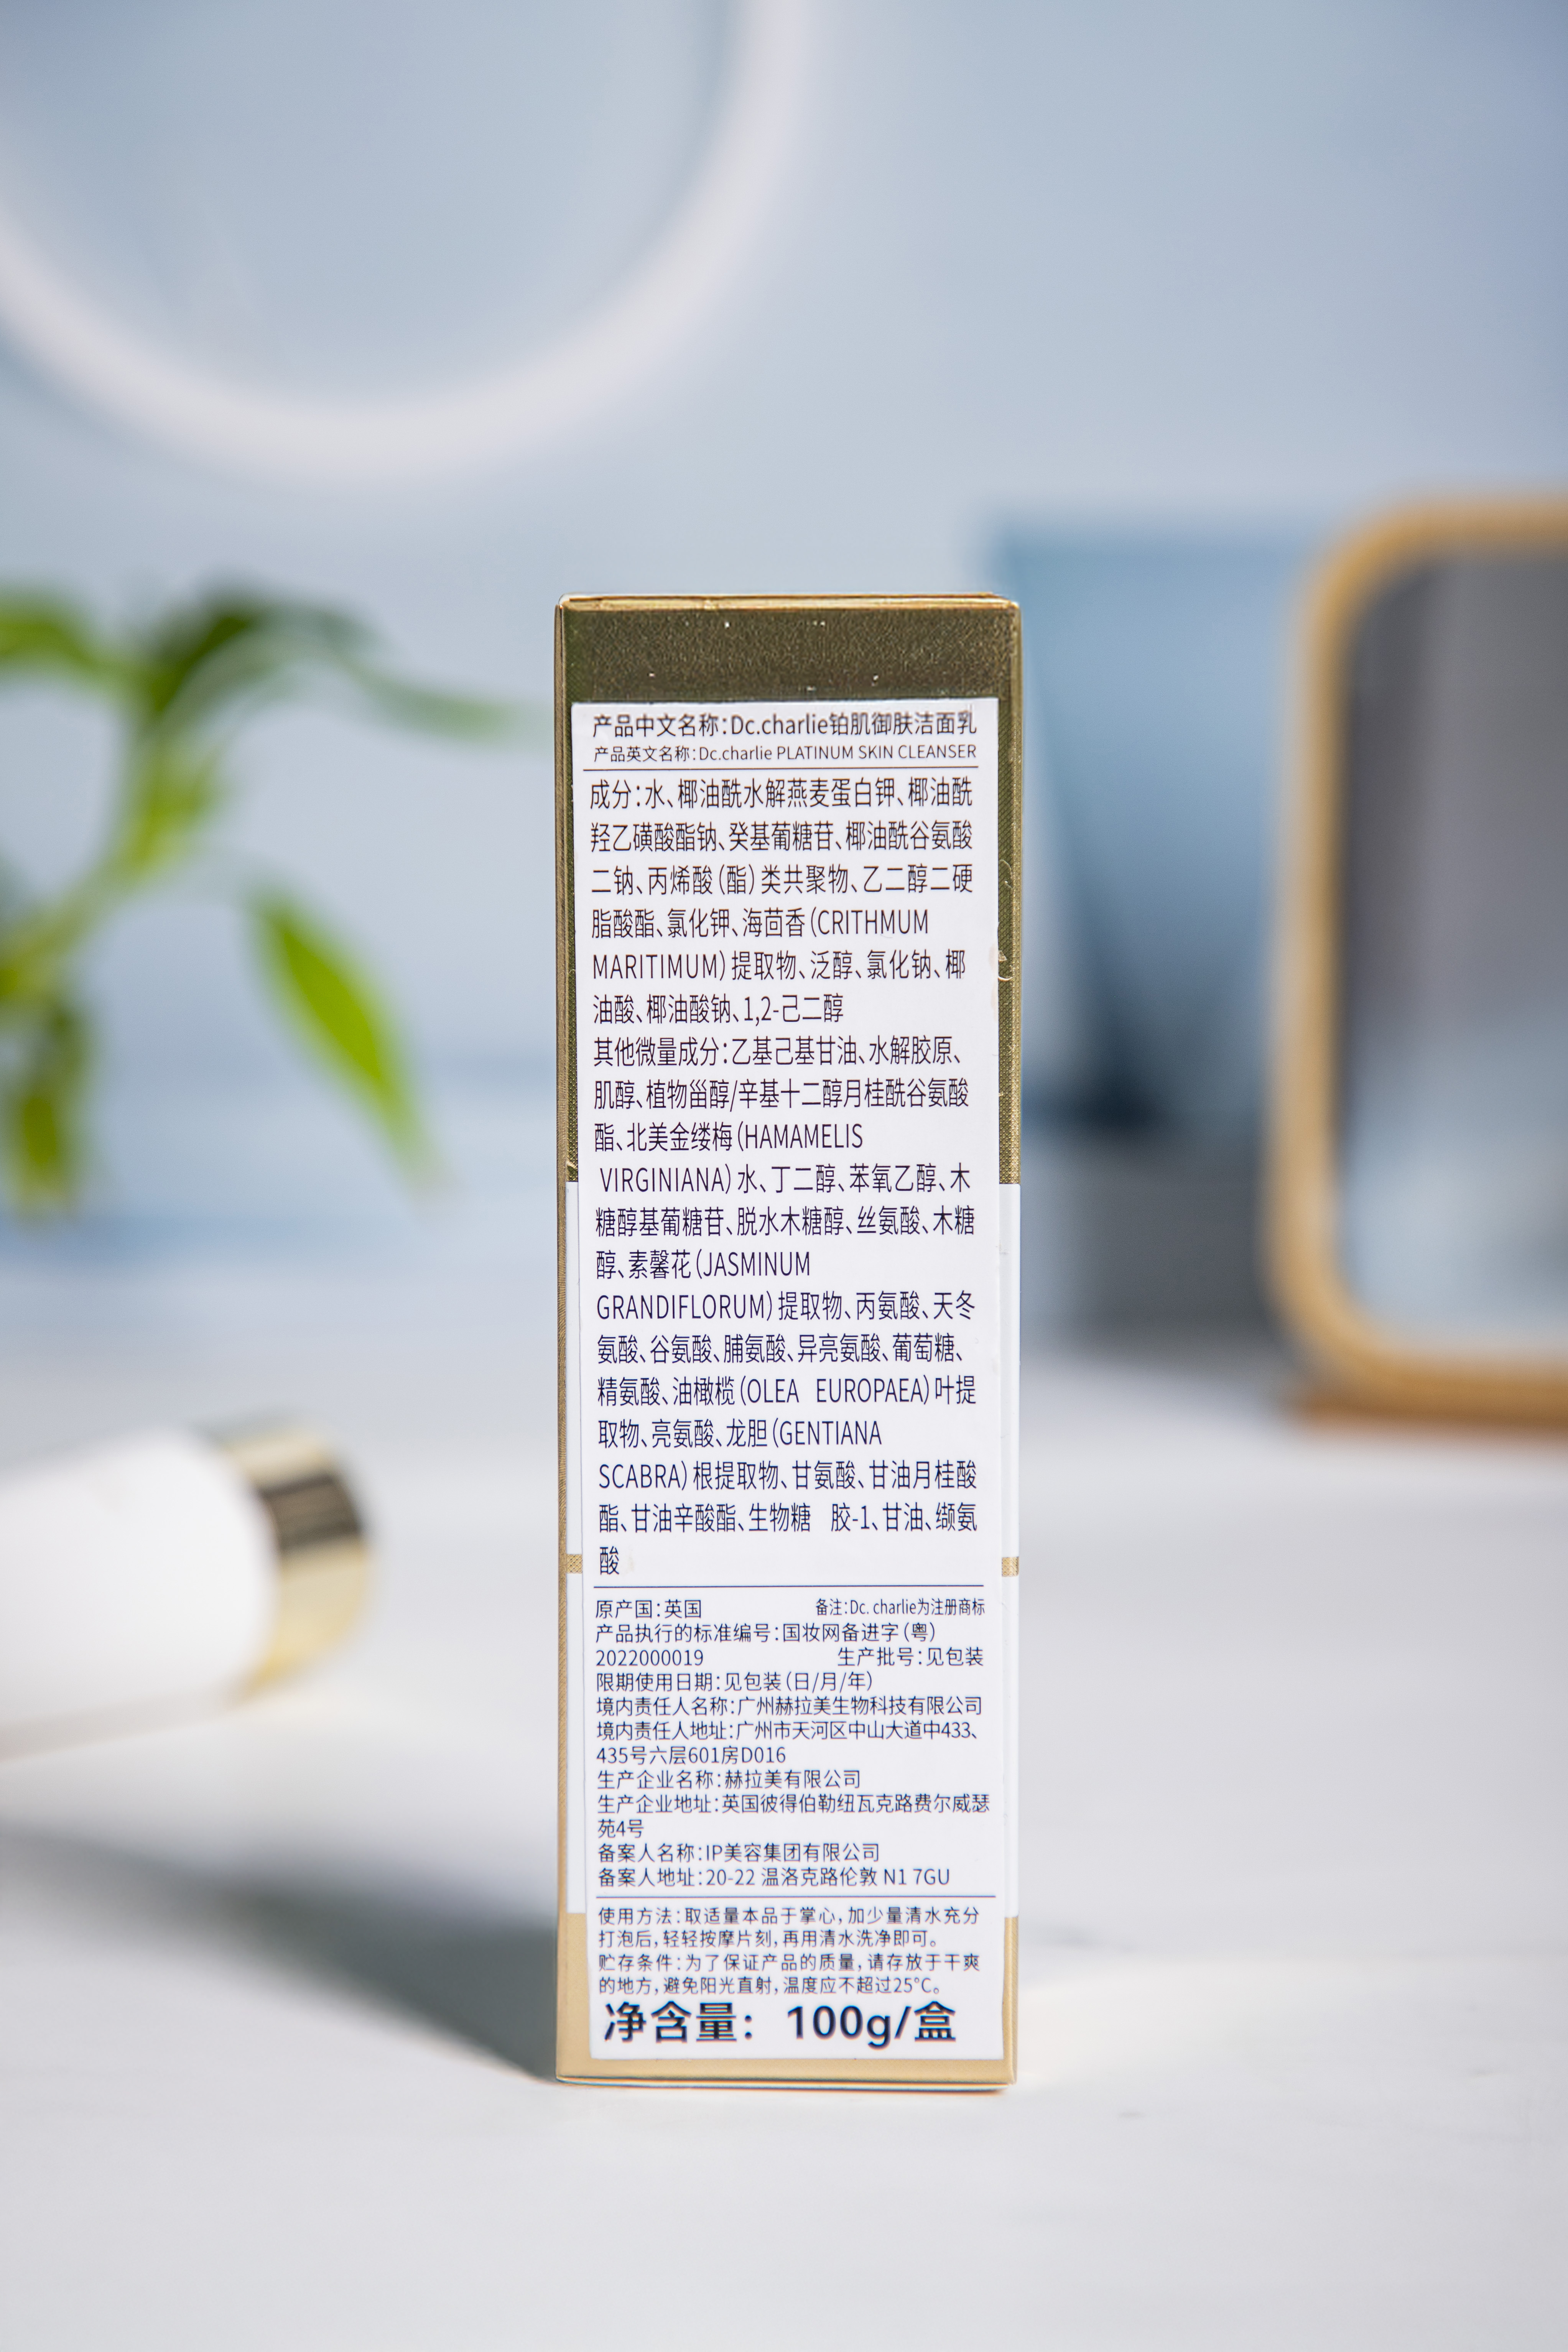 产品中文名称：Dc.charlie铂肌御肤洁面乳
产品英文名称：Dc.charlie PLATINUM SKIN CLEANSER
成分：水、椰油酰水解燕麦蛋白钾、椰油酰
羟乙磺酸酯钠、癸基葡糖苷、椰油酰谷氨酸
二钠、丙烯酸（酯）类共聚物、乙二醇二硬
脂酸酯、氯化钾、海茴香（CRITHMUM
MARITIMUM）提取物、泛醇、氯化钠、椰
油酸、椰油酸钠、1,2-己二醇
其他微量成分：乙基己基甘油、水解胶原、
肌醇、植物甾醇/辛基十二醇月桂酰谷氨酸
酯、北美金缕梅（HAMAMELIS
VIRGINIANA）水、丁二醇、苯氧乙醇、木
糖醇基葡糖苷、脱水木糖醇、丝氨酸、木糖
醇、素馨花（JASMINUM
GRANDIFLORUM）提取物、丙氨酸、天冬
氨酸、谷氨酸、脯氨酸、异亮氨酸、葡萄糖、
精氨酸、油橄榄（OLEA EUROPAEA）叶提
取物、亮氨酸、龙胆（GENTIANA
SCABRA）根提取物、甘氨酸、甘油月桂酸
酯、甘油辛酸酯、生物糖 胶-1、甘油、缬氨
酸
原产国：英国 备注：Dc. charlie为注册商标
产品执行的标准编号：国妆网备进字（粤）
2022000019 生产批号：见包装
限期使用日期：见包装（日/月/年）
境内责任人名称：广州赫拉美生物科技有限公司
境内责任人地址：广州市天河区中山大道中433、
435号六层601房D016
生产企业名称：赫拉美有限公司
生产企业地址：英国彼得伯勒纽瓦克路费尔威瑟
苑4号
备案人名称：IP美容集团有限公司
备案人地址：20-22 温洛克路伦敦 N1 7GU
使用方法：取适量本品于掌心，加少量清水充分
打泡后，轻轻按摩片刻，再用清水洗净即可。
贮存条件：为了保证产品的质量，请存放于干爽
的地方，避免阳光直射，温度应不超过25°C。
净含量：100g/盒